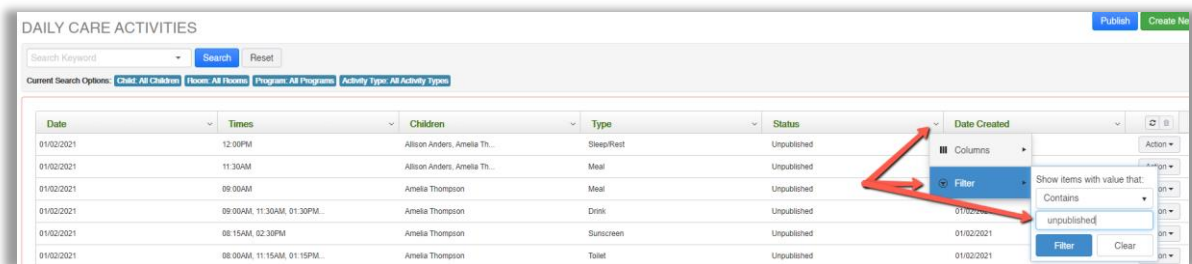 DAILY CARE ACTIVITIES
Publish Create Ne
Search Keyword Search Reset
Current Search Options: Child: All Children Room: All Rooms Program: All Programs Activity Type: All Activity Types
Date Times Children Type Status Date Created
01/02/2021 12:00PM Allison Anders, Amelia Th... Sleep/Rest Unpublished Columns Action
01/02/2021 11:30AM Allison Anders, Amelia Th... Meal Unpublished
01/02/2021 09:00AM Amelia Thompson Meal Unpublished Filter Show items with value that:
Contains
01/02/2021 09:00AM, 11:30AM, 01:30PM... Amelia Thompson Drink Unpublished unpublished
01/02/2021 08:15AM, 02:30PM Amelia Thompson Sunscreen Unpublished 01/02/2021
Filter Clear
01/02/2021 08:00AM, 11:15AM, 01:15PM... Amelia Thompson Toilet Unpublished 01/02/2021